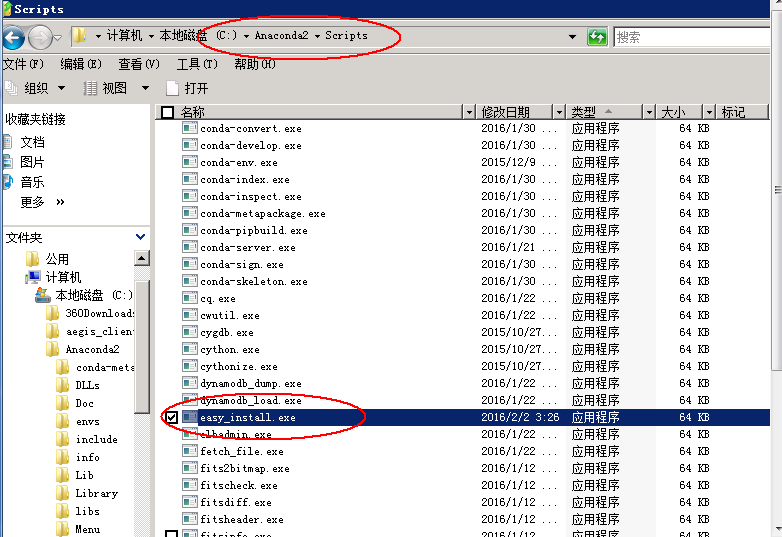 Scripts
计算机 本地磁盘 (C:) Anaconda2 Scripts 搜索
文件(F) 编辑(E) 查看(V) 工具(T) 帮助(H)
组织 视图 打开
收藏夹链接
文档
图片
音乐
更多 »
文件夹
公用
计算机
本地磁盘 (C:)
360Downloads
aegis_client
Anaconda2
conda-meta
DLLs
Doc
envs
include
info
Lib
Library
libs
Menu
名称 修改日期 类型 大小 标记
conda-convert.exe 2016/1/30 ... 应用程序 64 KB
conda-develop.exe 2016/1/30 ... 应用程序 64 KB
conda-env.exe 2015/12/9 ... 应用程序 64 KB
conda-index.exe 2016/1/30 ... 应用程序 64 KB
conda-inspect.exe 2016/1/30 ... 应用程序 64 KB
conda-metapackage.exe 2016/1/30 ... 应用程序 64 KB
conda-pipbuild.exe 2016/1/30 ... 应用程序 64 KB
conda-server.exe 2016/1/21 ... 应用程序 64 KB
conda-sign.exe 2016/1/30 ... 应用程序 64 KB
conda-skeleton.exe 2016/1/30 ... 应用程序 64 KB
cq.exe 2016/1/22 ... 应用程序 64 KB
cwutil.exe 2016/1/22 ... 应用程序 64 KB
cygdb.exe 2015/10/27... 应用程序 64 KB
cython.exe 2015/10/27... 应用程序 64 KB
cythonize.exe 2015/10/27... 应用程序 64 KB
dynamodb_dump.exe 2016/1/22 ... 应用程序 64 KB
dynamodb_load.exe 2016/1/22 ... 应用程序 64 KB
easy_install.exe 2016/2/2 3:26 应用程序 64 KB
elbadmin.exe 2016/1/22 ... 应用程序 64 KB
fetch_file.exe 2016/1/22 ... 应用程序 64 KB
fits2bitmap.exe 2016/1/12 ... 应用程序 64 KB
fitscheck.exe 2016/1/12 ... 应用程序 64 KB
fitsdiff.exe 2016/1/12 ... 应用程序 64 KB
fitsheader.exe 2016/1/12 ... 应用程序 64 KB
fitsinfo.exe 2016/1/12 ... 应用程序 64 KB